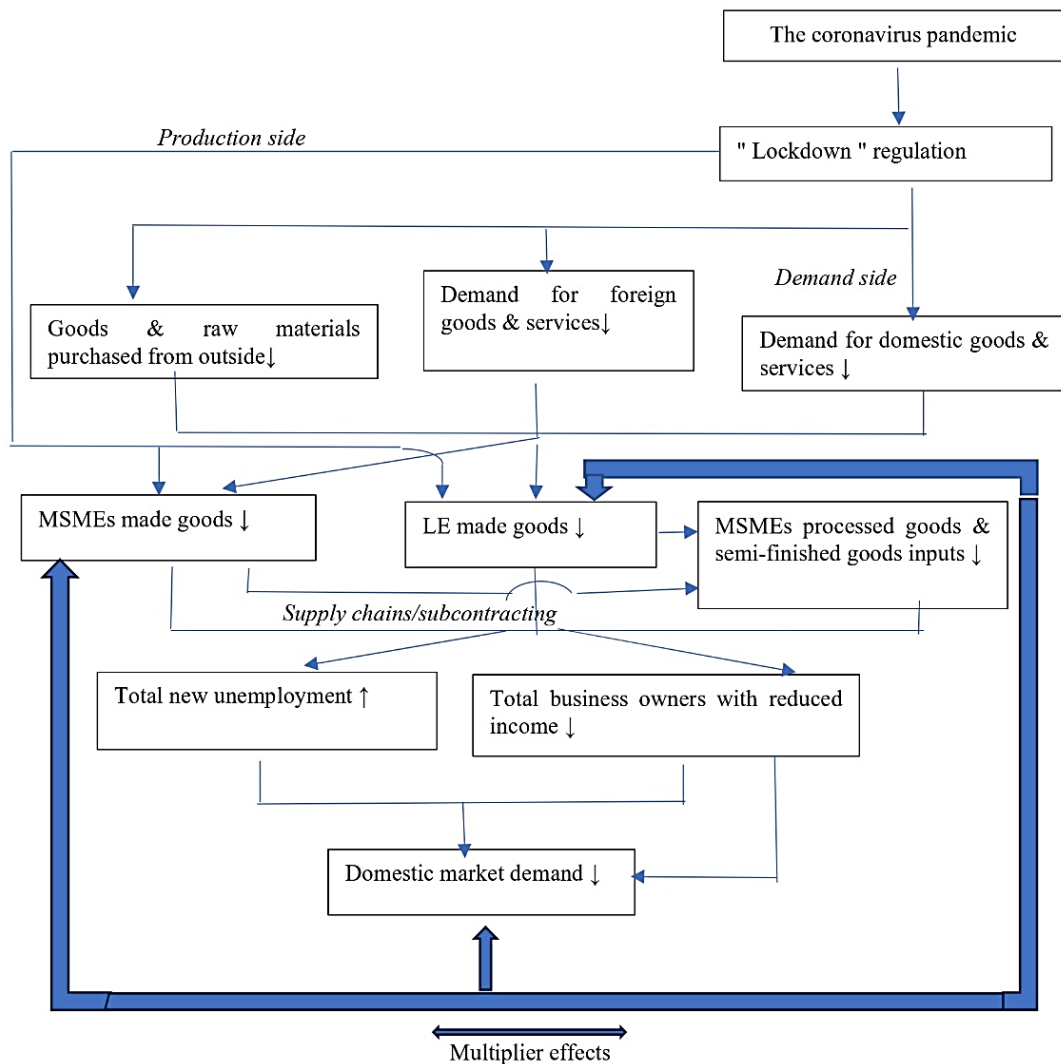 The coronavirus pandemic
Production side
" Lockdown " regulation
Demand for foreign
goods & services↓
Demand side
Goods & raw materials
purchased from outside↓
Demand for domestic goods &
services ↓
MSMEs made goods ↓
LE made goods ↓
MSMEs processed goods &
semi-finished goods inputs ↓
Supply chains/subcontracting
Total new unemployment ↑
Total business owners with reduced
income ↓
Domestic market demand ↓
Multiplier effects